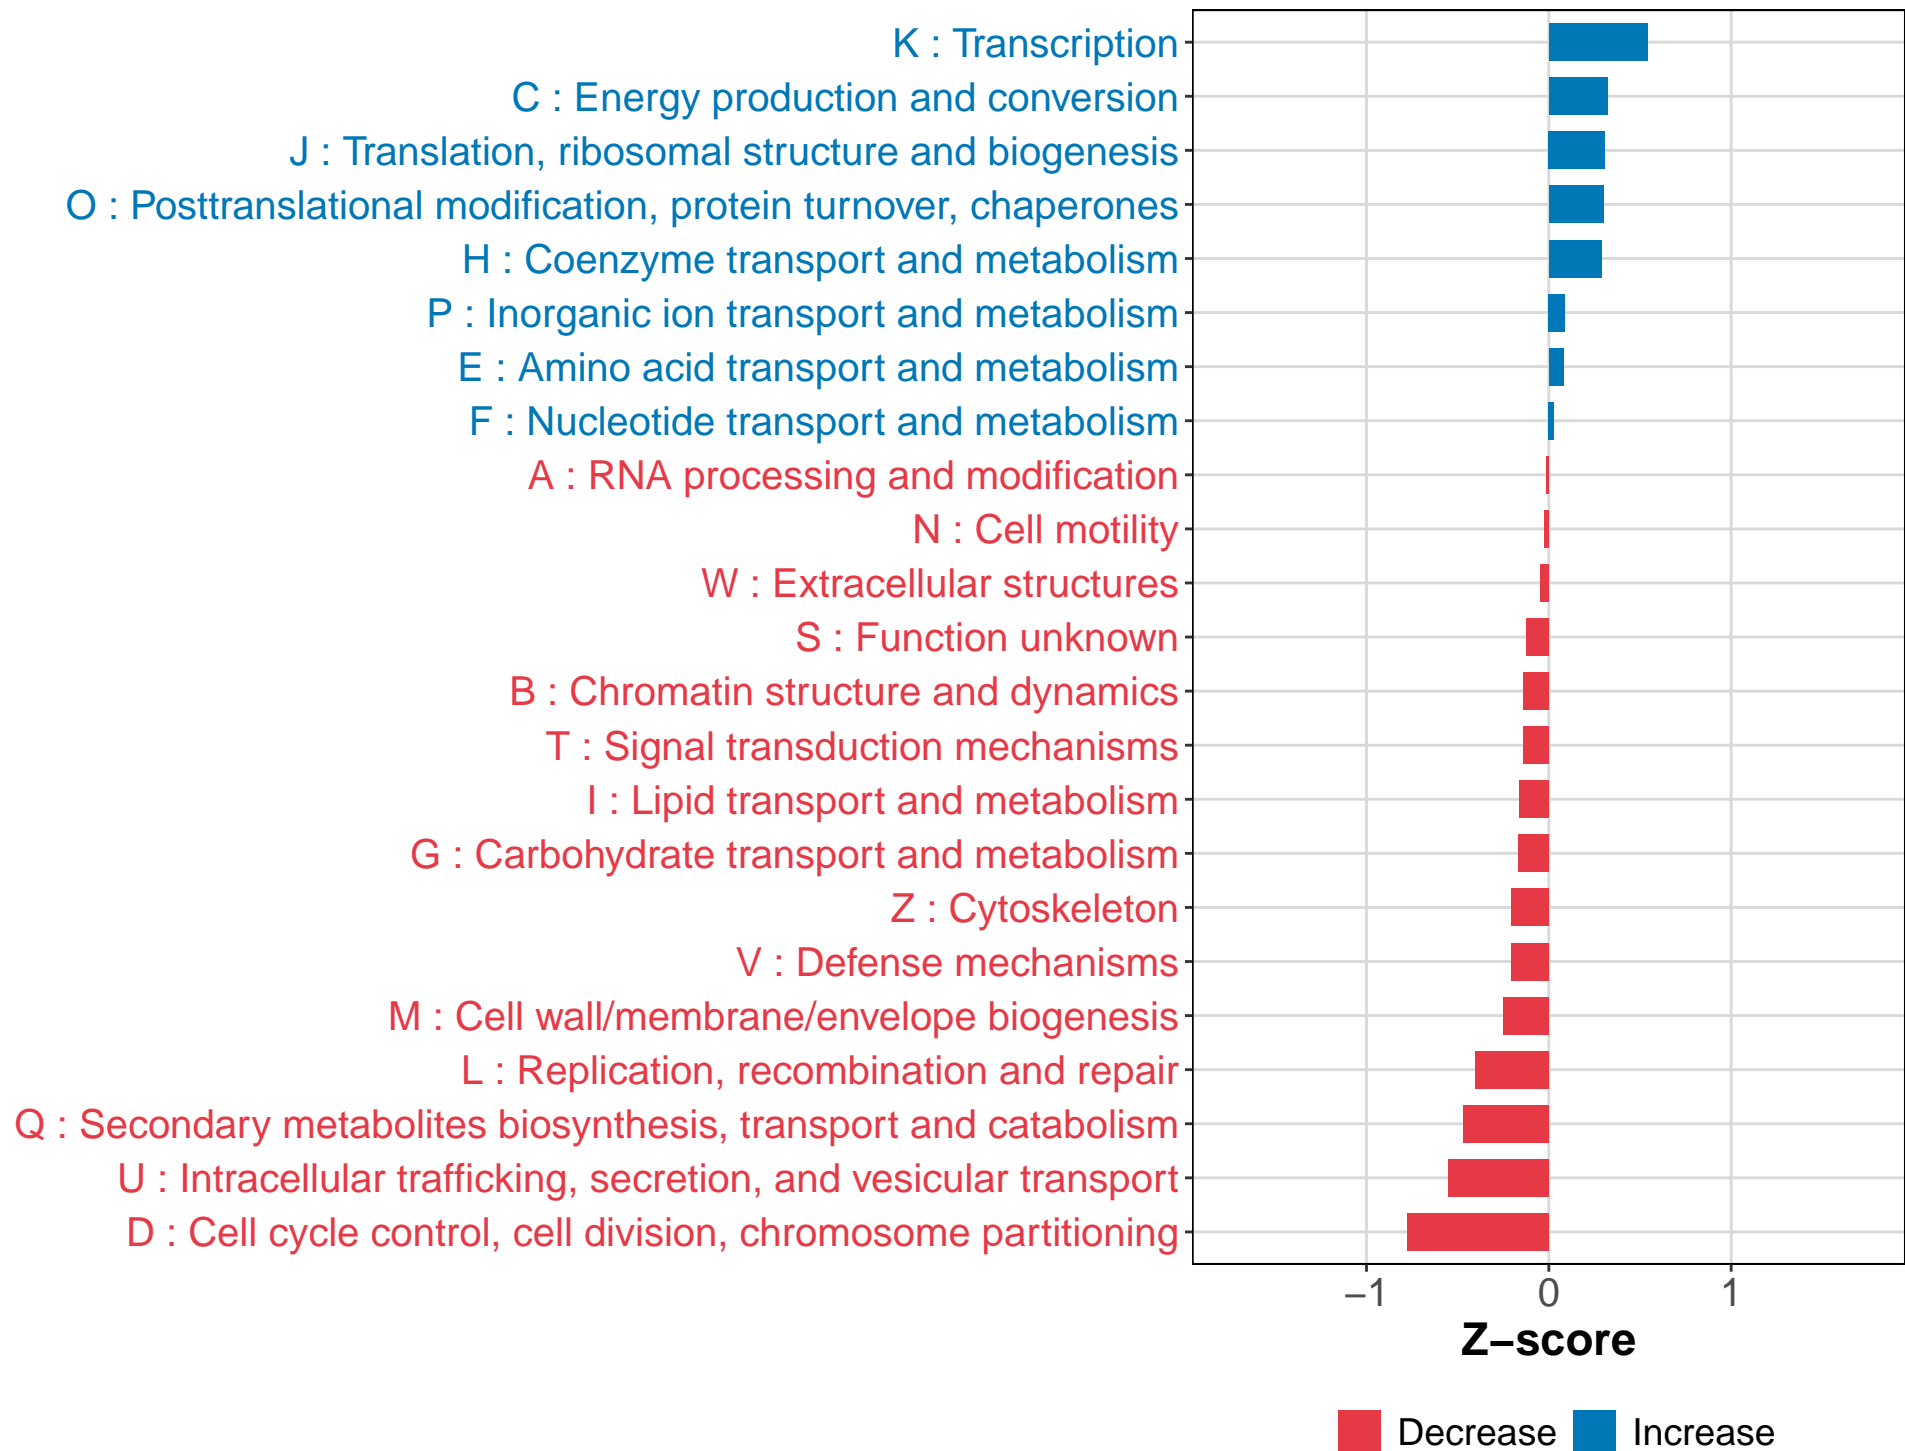 K : Transcription
C : Energy production and conversion
J : Translation, ribosomal structure and biogenesis
O : Posttranslational modification, protein turnover, chaperones
H : Coenzyme transport and metabolism
P : Inorganic ion transport and metabolism
E : Amino acid transport and metabolism
F : Nucleotide transport and metabolism
A : RNA processing and modification
N : Cell motility
W : Extracellular structures
S : Function unknown
B : Chromatin structure and dynamics
T : Signal transduction mechanisms
I : Lipid transport and metabolism
G : Carbohydrate transport and metabolism
Z : Cytoskeleton
V : Defense mechanisms
M : Cell wall/membrane/envelope biogenesis
L : Replication, recombination and repair
Q : Secondary metabolites biosynthesis, transport and catabolism
U : Intracellular trafficking, secretion, and vesicular transport
D : Cell cycle control, cell division, chromosome partitioning
−1 0 1
Z−score
Decrease Increase